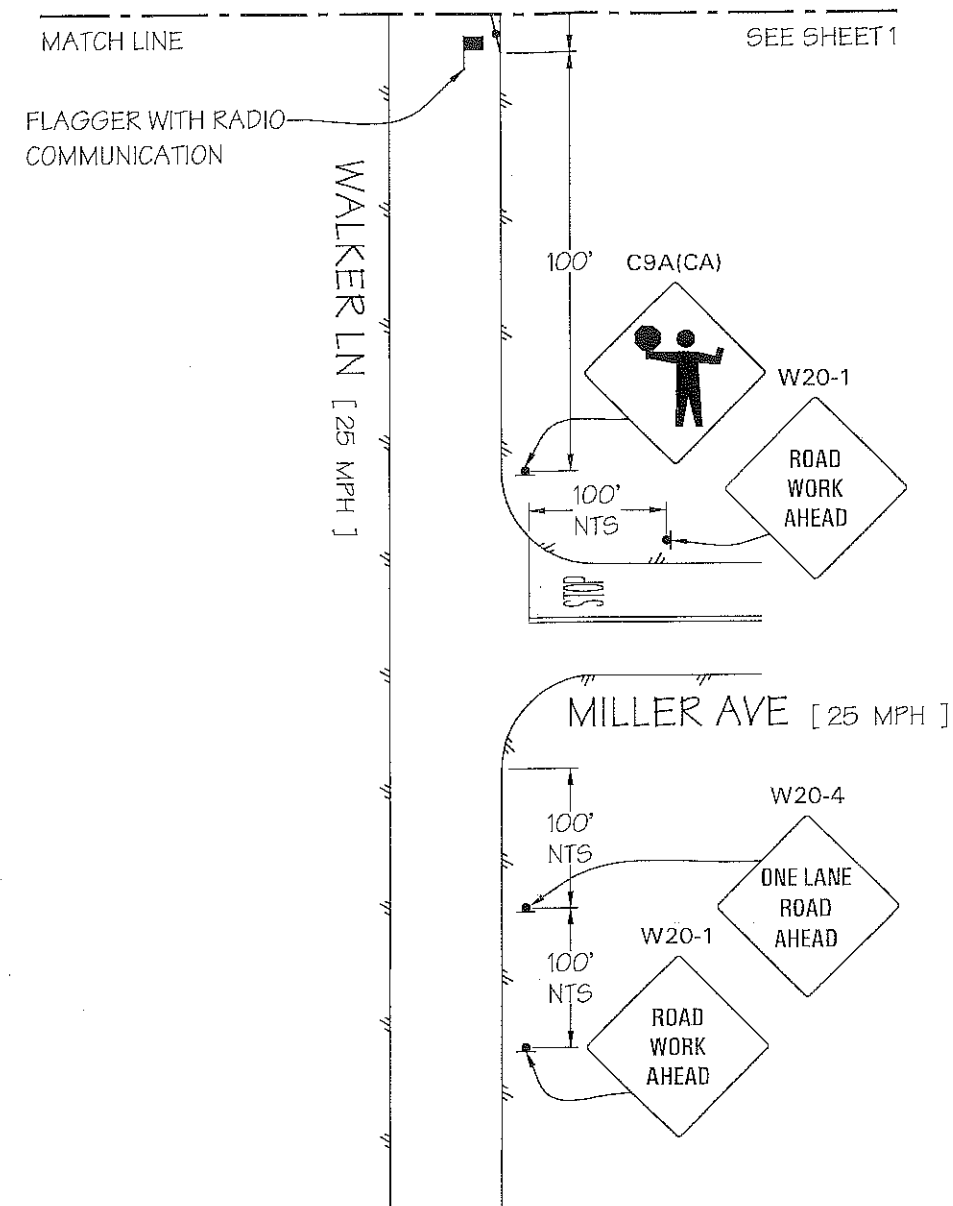 MATCH LINE
SEE SHEET 1
FLAGGER WITH RADIO
COMMUNICATION
WALKER LN [ 25 MPH ]
100'
C9A(CA)
W20-1
ROAD
WORK
AHEAD
100'
NTS
STOP
MILLER AVE [ 25 MPH ]
W20-4
100'
NTS
ONE LANE
ROAD
AHEAD
W20-1
100'
NTS
ROAD
WORK
AHEAD